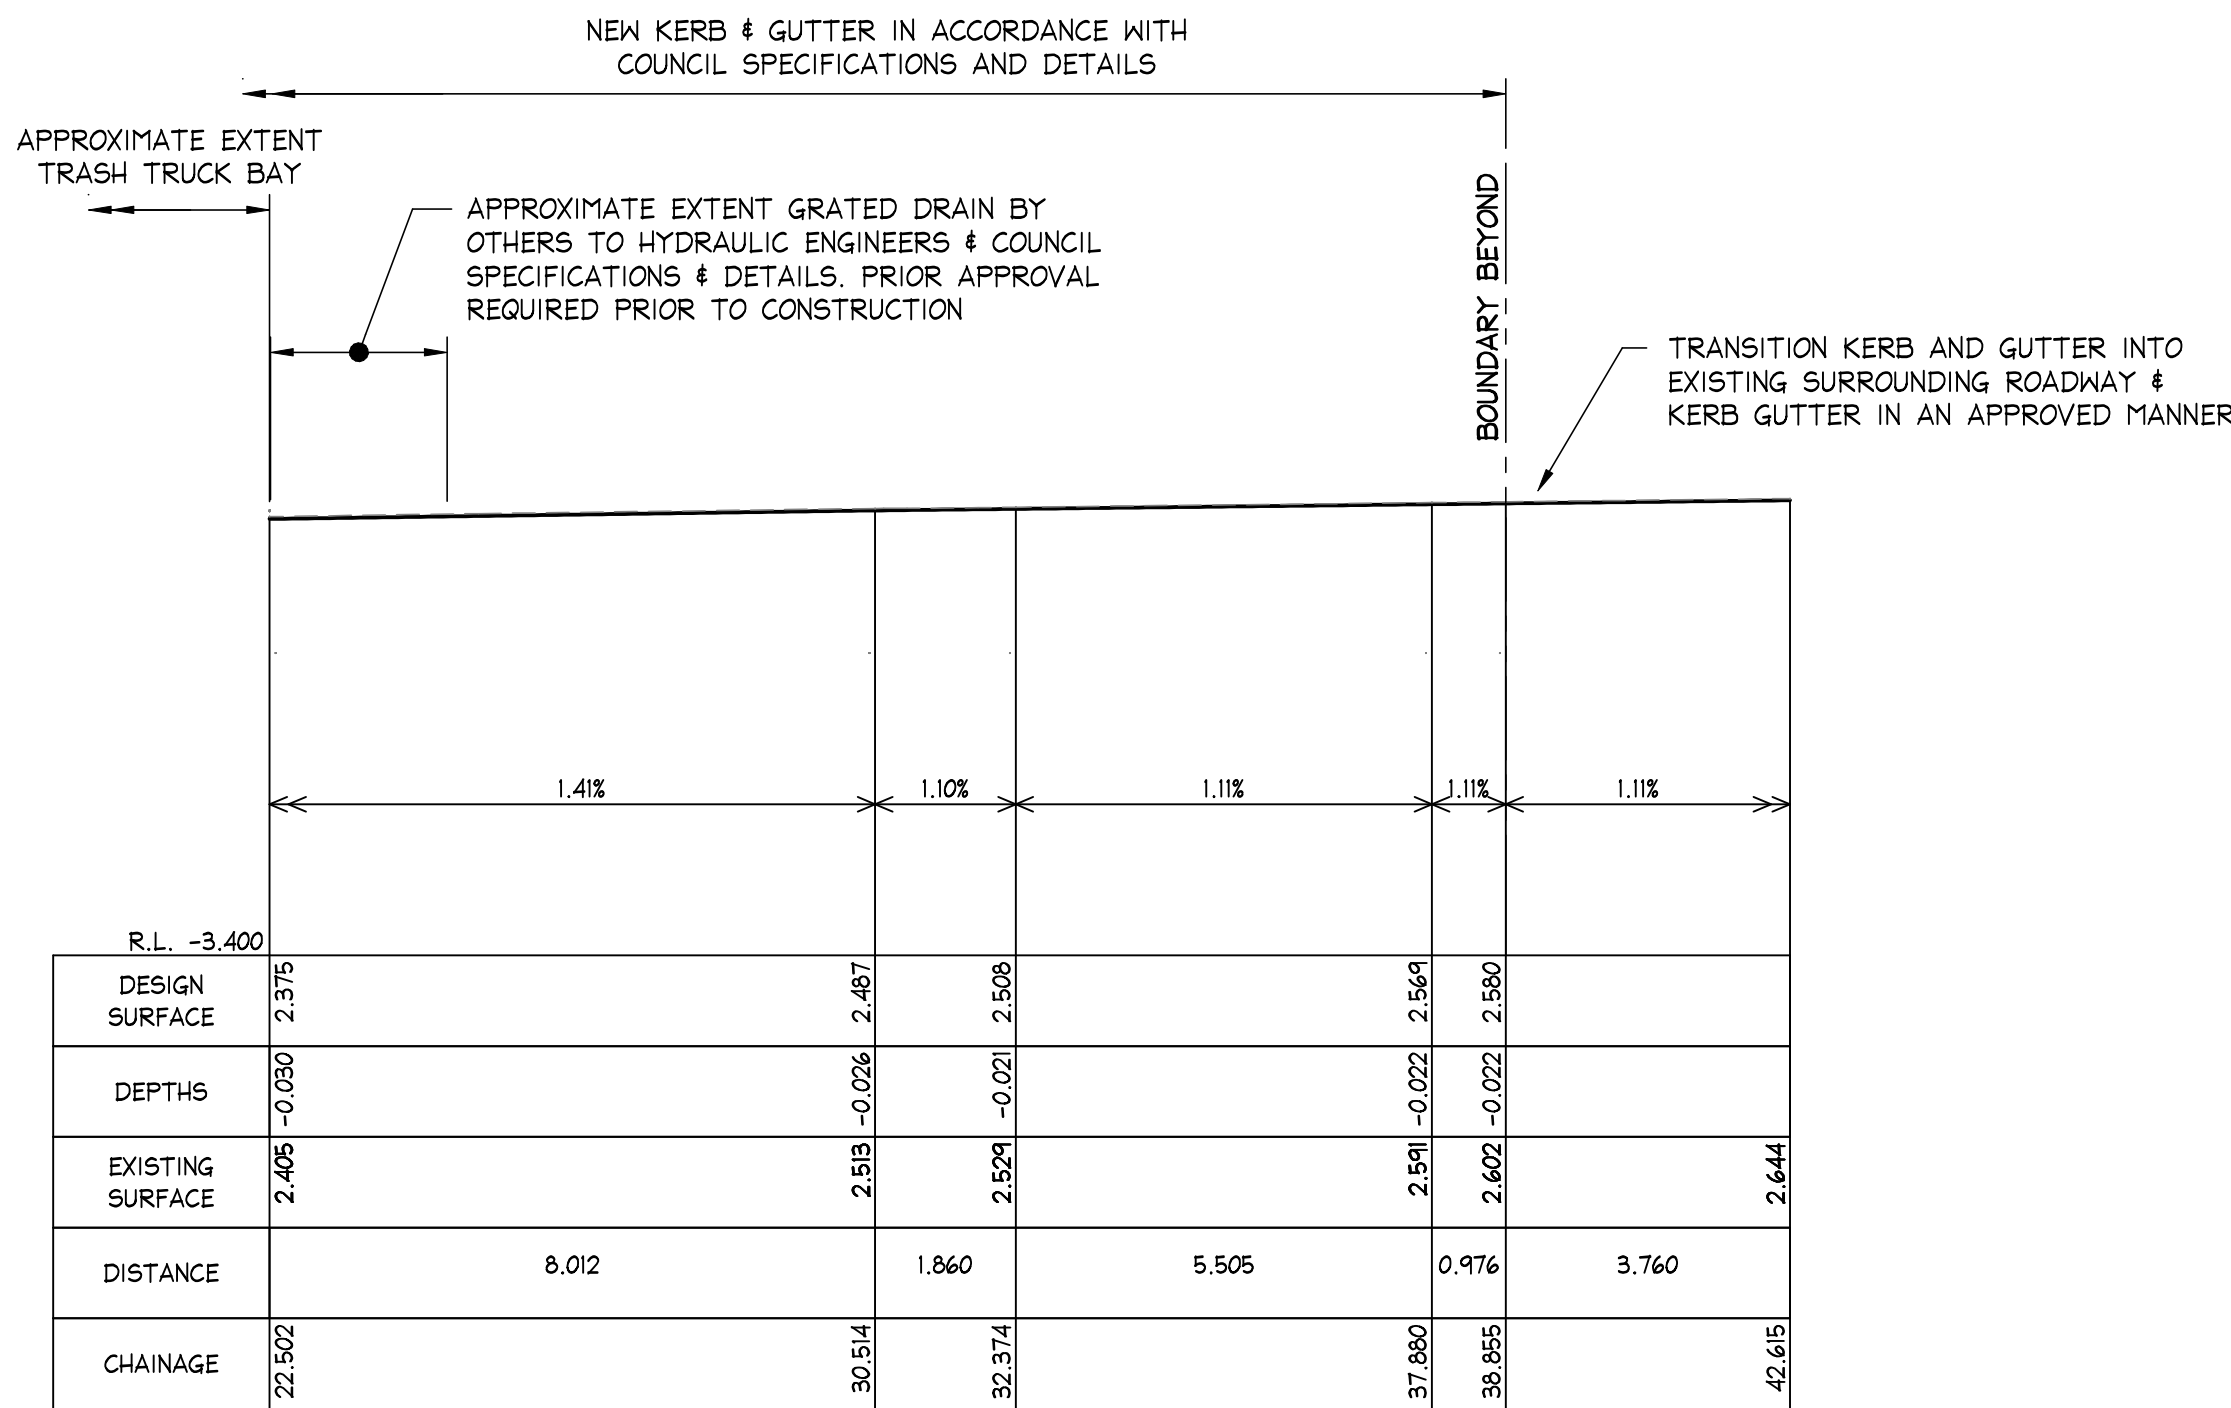 NEW KERB & GUTTER IN ACCORDANCE WITH
COUNCIL SPECIFICATIONS AND DETAILS
APPROXIMATE EXTENT
TRASH TRUCK BAY
APPROXIMATE EXTENT GRATED DRAIN BY
OTHERS TO HYDRAULIC ENGINEERS & COUNCIL
SPECIFICATIONS & DETAILS. PRIOR APPROVAL
REQUIRED PRIOR TO CONSTRUCTION
BOUNDARY BEYOND
TRANSITION KERB AND GUTTER INTO
EXISTING SURROUNDING ROADWAY &
KERB GUTTER IN AN APPROVED MANNER
1.41% 1.10% 1.11% 1.11% 1.11%
R.L. -3.400
DESIGN
SURFACE
2.375 2.487 2.508 2.569 2.580
DEPTHS
-0.030 -0.026 -0.021 -0.022 -0.022
EXISTING
SURFACE
2.405 2.513 2.529 2.591 2.602 2.644
DISTANCE
8.012 1.860 5.505 0.976 3.760
CHAINAGE
22.502 30.514 32.374 37.880 38.855 42.615